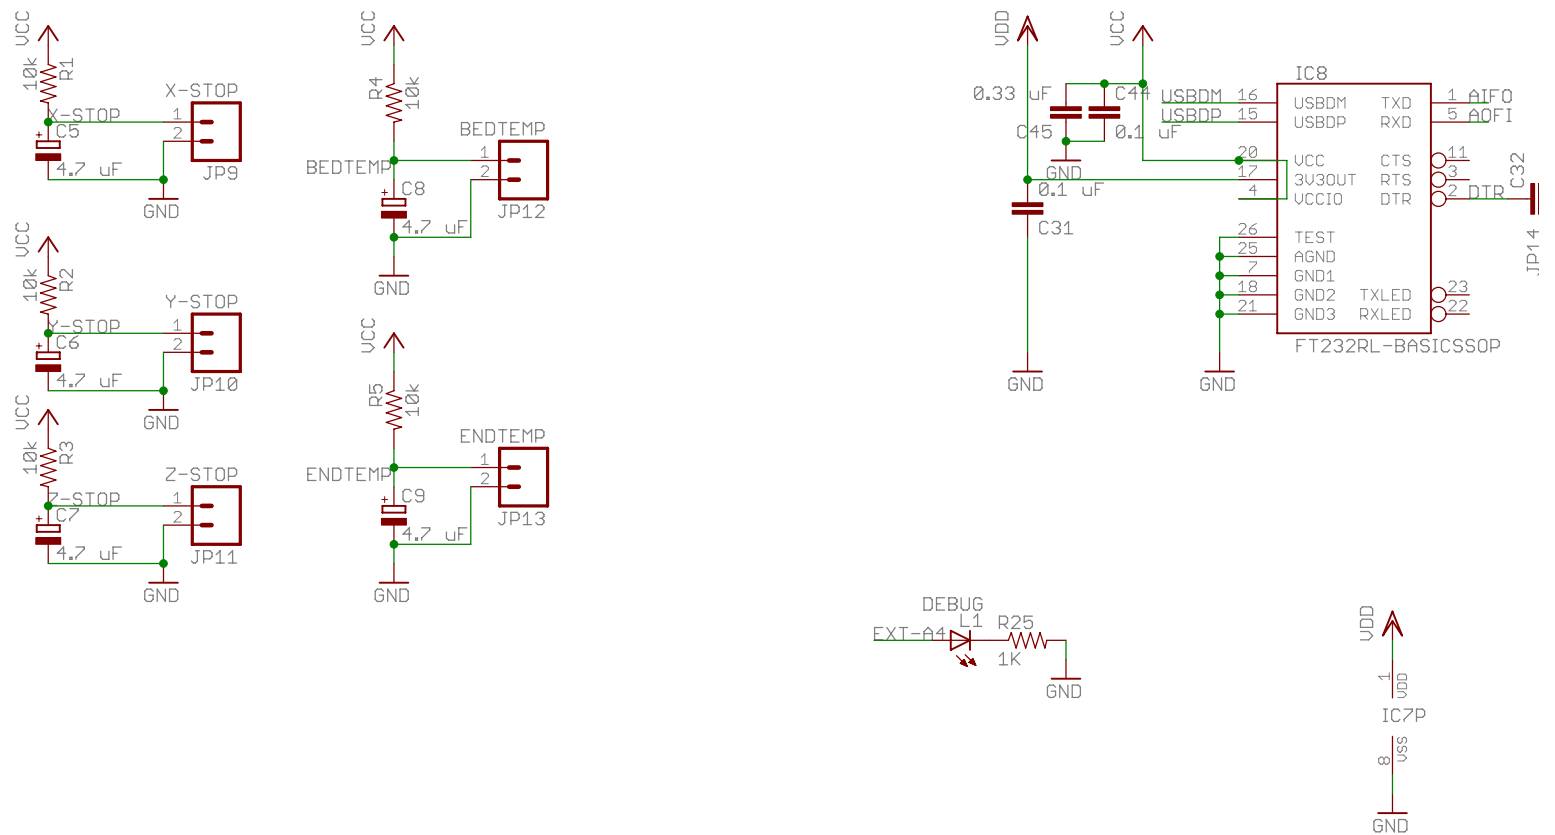 VCC
10k
R1
X-STOP
X-STOP
1
2
C5
+
4.7 uF
JP9
GND
VCC
10k
R2
Y-STOP
Y-STOP
1
2
C6
+
4.7 uF
JP10
GND
VCC
10k
R3
Z-STOP
Z-STOP
1
2
C7
+
4.7 uF
JP11
GND
VCC
R4
10k
BEDTEMP
BEDTEMP
1
2
C8
+
4.7 uF
JP12
GND
VCC
R5
10k
ENDTEMP
ENDTEMP
1
2
C9
+
4.7 uF
JP13
GND
VDD
VCC
0.33 uF
C44
C45
0.1 uF
GND
0.1 uF
C31
GND
IC8
USBDM 16 USBDM TXD 1 AIFO
USBDP 15 USBDP RXD 5 AOFI
20 VCC CTS 11
17 3V3OUT RTS 3
4 VCCIO DTR 2 DTR
C32
JP14
26 TEST
25 AGND
7 GND1
18 GND2 TXLED 23
21 GND3 RXLED 22
FT232RL-BASICSSOP
GND
DEBUG
EXT-A4
L1
R25
1K
GND
VDD
1
VDD
IC7P
8
VSS
GND